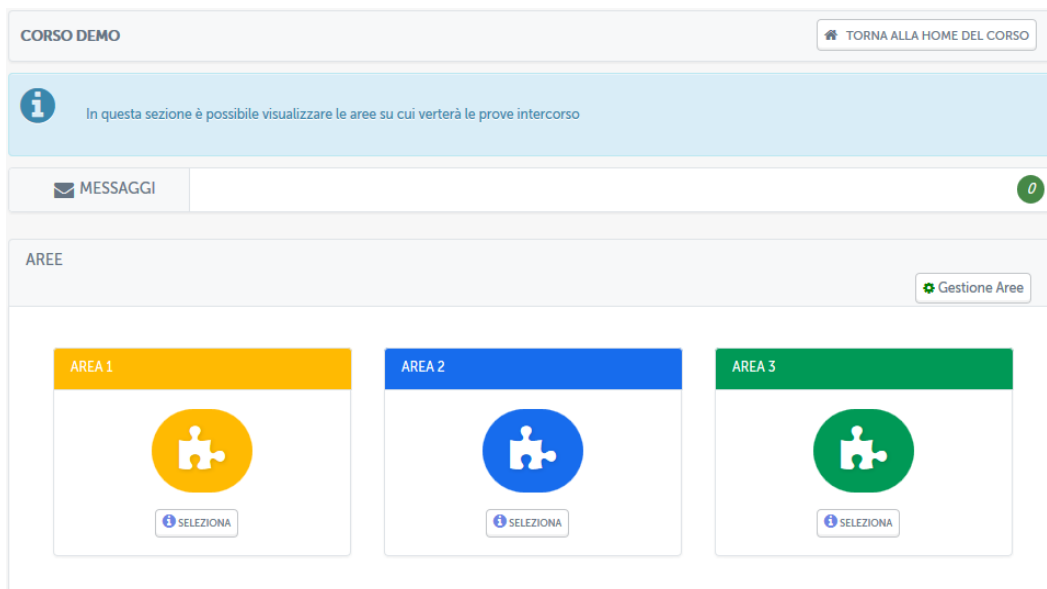 CORSO DEMO
TORNA ALLA HOME DEL CORSO
In questa sezione è possibile visualizzare le aree su cui verterà le prove intercorso
MESSAGGI
0
AREE
Gestione Aree
AREA 1
AREA 2
AREA 3
SELEZIONA
SELEZIONA
SELEZIONA